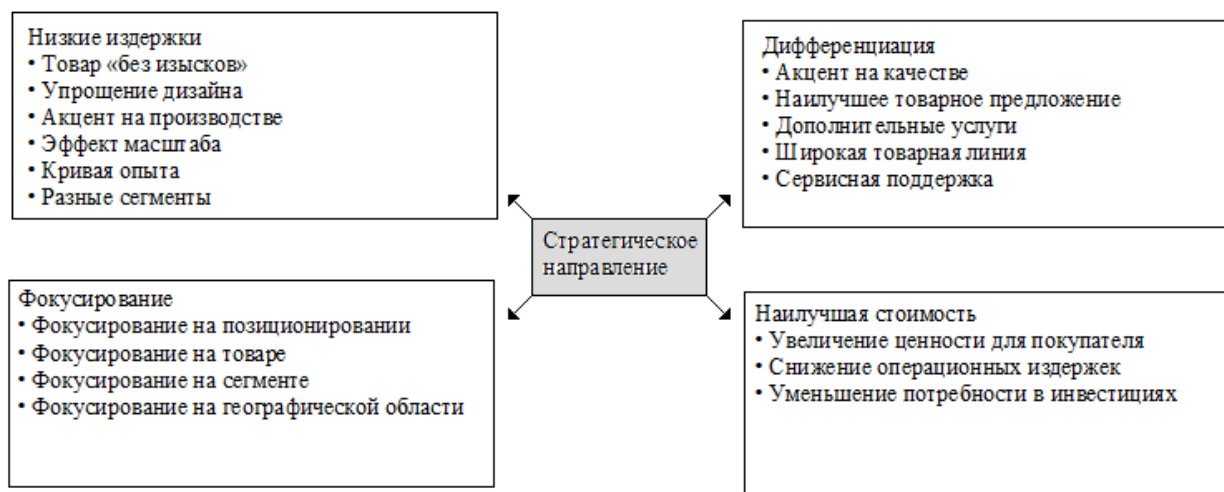 Низкие издержки
• Товар «без изысков»
• Упрощение дизайна
• Акцент на производстве
• Эффект масштаба
• Кривая опыта
• Разные сегменты
Дифференциация
• Акцент на качестве
• Наилучшее товарное предложение
• Дополнительные услуги
• Широкая товарная линия
• Сервисная поддержка
Стратегическое
направление
Фокусирование
• Фокусирование на позиционировании
• Фокусирование на товаре
• Фокусирование на сегменте
• Фокусирование на географической области
Наилучшая стоимость
• Увеличение ценности для покупателя
• Снижение операционных издержек
• Уменьшение потребности в инвестициях